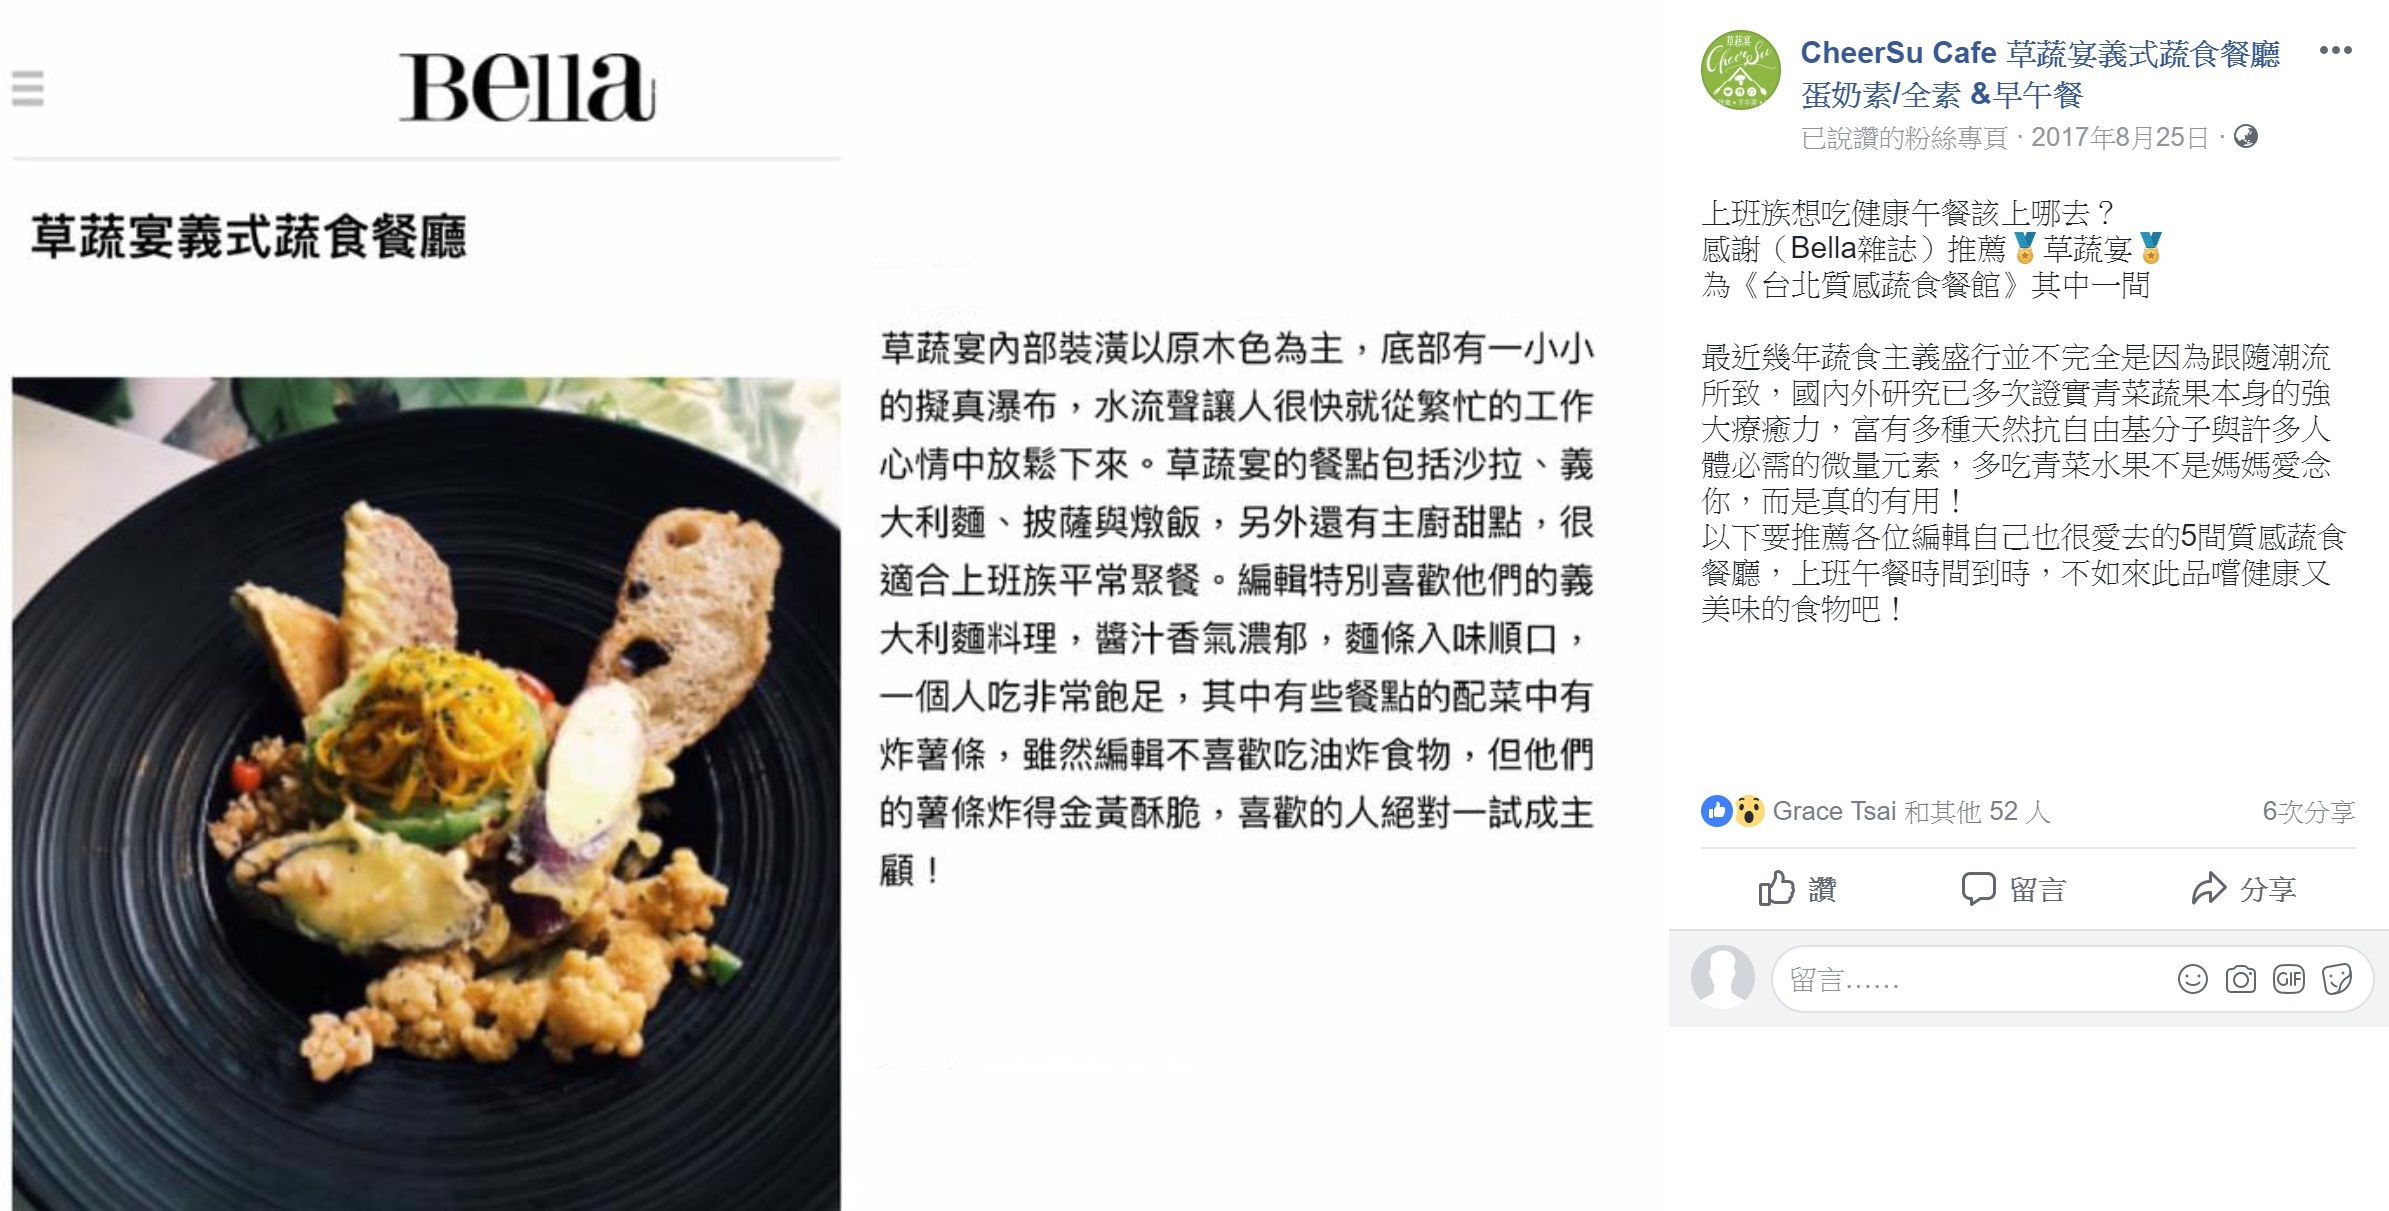 Bella
草蔬宴義式蔬食餐廳
草蔬宴內部裝潢以原木色為主，底部有一小小
的擬真瀑布，水流聲讓人很快就從繁忙的工作
心情中放鬆下來。草蔬宴的餐點包括沙拉、義
大利麵、披薩與燉飯，另外還有主廚甜點，很
適合上班族平常聚餐。編輯特別喜歡他們的義
大利麵料理，醬汁香氣濃郁，麵條入味順口，
一個人吃非常飽足，其中有些餐點的配菜中有
炸薯條，雖然編輯不喜歡吃油炸食物，但他們
的薯條炸得金黃酥脆，喜歡的人絕對一試成主
顧！
草蔬宴
CheerSu
CheerSu Cafe 草蔬宴義式蔬食餐廳
蛋奶素/全素 &早午餐
已說讚的粉絲專頁 · 2017年8月25日 ·
上班族想吃健康午餐該上哪去？
感謝（Bella雜誌）推薦🏅草蔬宴🏅
為《台北質感蔬食餐館》其中一間
最近幾年蔬食主義盛行並不完全是因為跟隨潮流
所致，國內外研究已多次證實青菜蔬果本身的強
大療癒力，富有多種天然抗自由基分子與許多人
體必需的微量元素，多吃青菜水果不是媽媽愛念
你，而是真的有用！
以下要推薦各位編輯自己也很愛去的5間質感蔬食
餐廳，上班午餐時間到時，不如來此品嚐健康又
美味的食物吧！
Grace Tsai 和其他 52 人
6次分享
讚
留言
分享
留言……
GIF